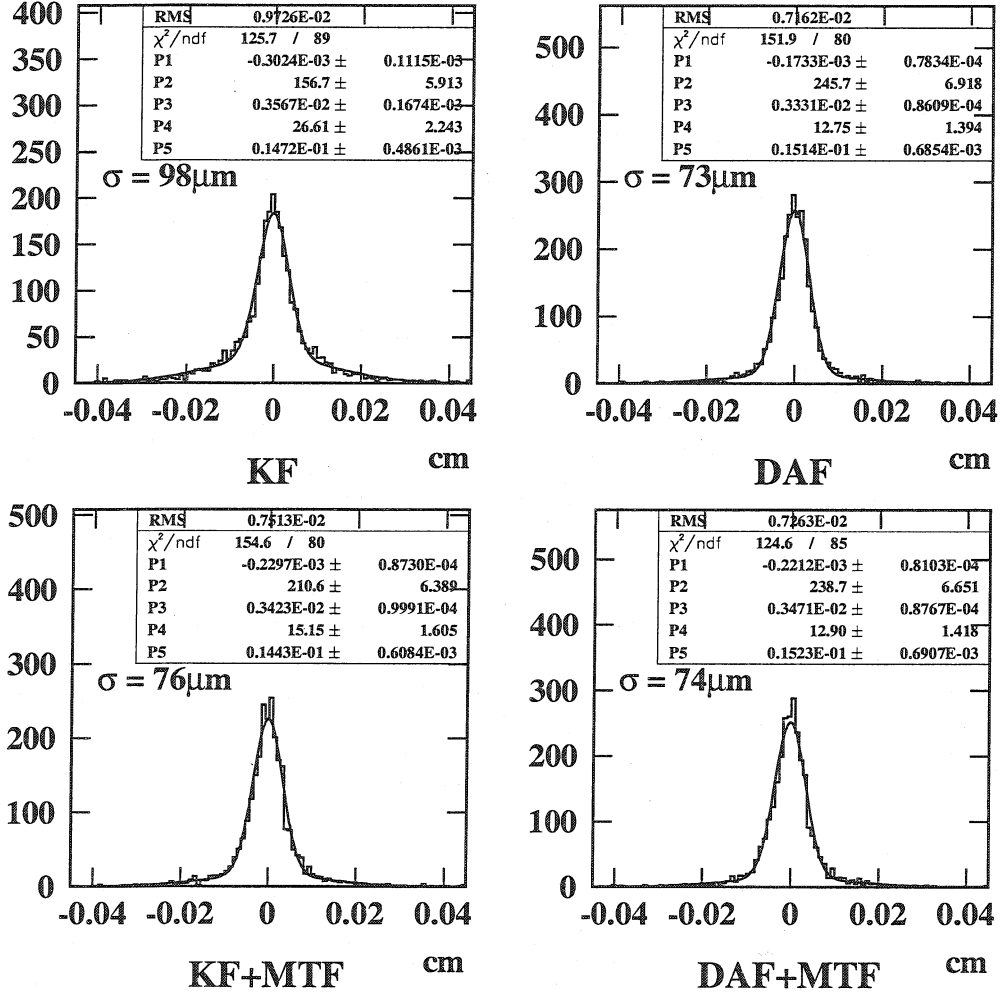 RMS 0.9726E-02
χ²/ndf 125.7 / 89
P1 -0.3024E-03 ± 0.1115E-03
P2 156.7 ± 5.913
P3 0.3567E-02 ± 0.1674E-03
P4 26.61 ± 2.243
P5 0.1472E-01 ± 0.4861E-03
σ = 98μm
400
350
300
250
200
150
100
50
0
-0.04 -0.02 0 0.02 0.04
cm
KF
RMS 0.7162E-02
χ²/ndf 151.9 / 80
P1 -0.1733E-03 ± 0.7834E-04
P2 245.7 ± 6.918
P3 0.3331E-02 ± 0.8609E-04
P4 12.75 ± 1.394
P5 0.1514E-01 ± 0.6854E-03
σ = 73μm
500
400
300
200
100
0
-0.04 -0.02 0 0.02 0.04
cm
DAF
RMS 0.7513E-02
χ²/ndf 154.6 / 80
P1 -0.2297E-03 ± 0.8730E-04
P2 210.6 ± 6.389
P3 0.3423E-02 ± 0.9991E-04
P4 15.15 ± 1.605
P5 0.1443E-01 ± 0.6084E-03
σ = 76μm
500
400
300
200
100
0
-0.04 -0.02 0 0.02 0.04
cm
KF+MTF
RMS 0.7263E-02
χ²/ndf 124.6 / 85
P1 -0.2212E-03 ± 0.8103E-04
P2 238.7 ± 6.651
P3 0.3471E-02 ± 0.8767E-04
P4 12.90 ± 1.418
P5 0.1523E-01 ± 0.6907E-03
σ = 74μm
500
400
300
200
100
0
-0.04 -0.02 0 0.02 0.04
cm
DAF+MTF